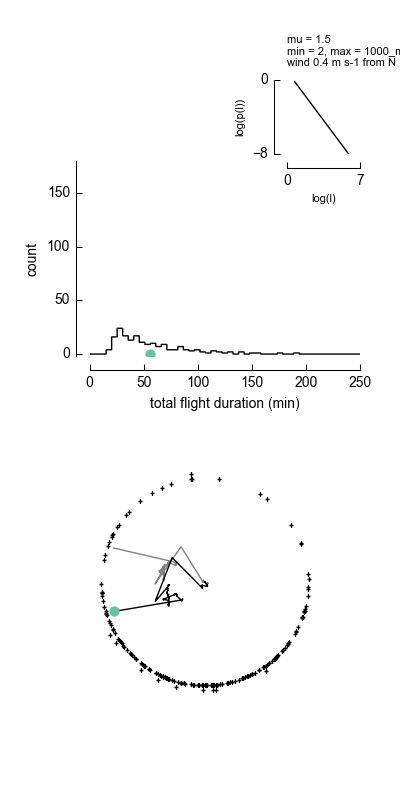 mu = 1.5
min = 2, max = 1000_m
wind 0.4 m s-1 from N
0
log(p(l))
−8
0
7
log(l)
150
100
50
0
count
0
50
100
150
200
250
total flight duration (min)